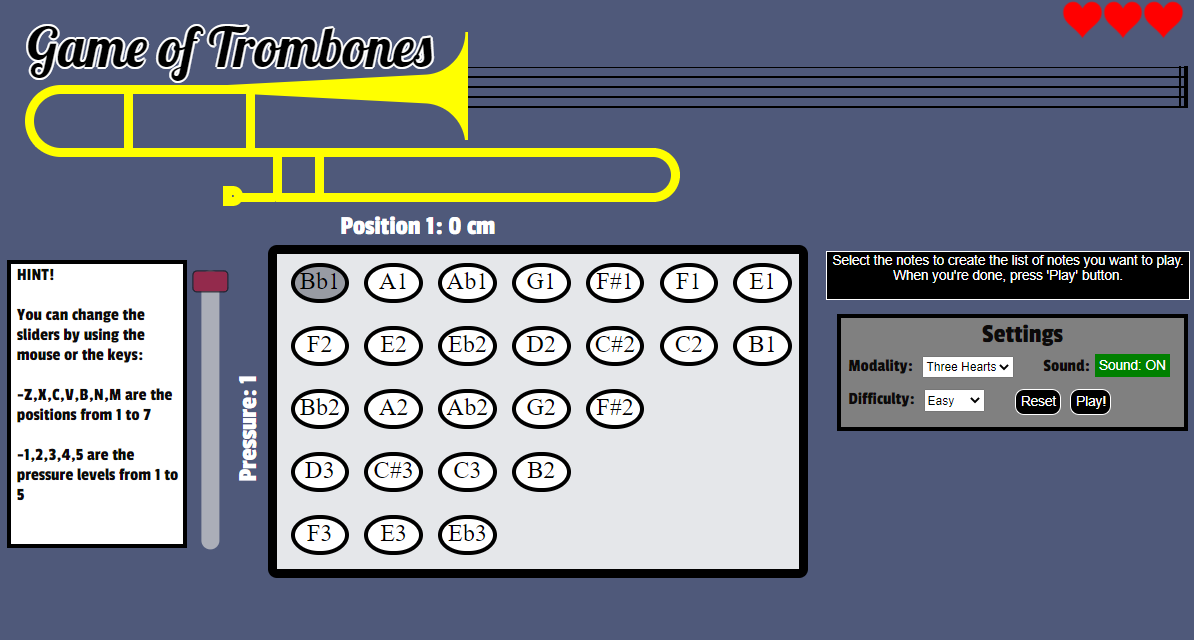 Game of Trombones
Position 1: 0 cm
HINT!
You can change the
sliders by using the
mouse or the keys:
-Z,X,C,V,B,N,M are the
positions from 1 to 7
-1,2,3,4,5 are the
pressure levels from 1 to
5
Pressure: 1
Bb1 A1 Ab1 G1 F#1 F1 E1
F2 E2 Eb2 D2 C#2 C2 B1
Bb2 A2 Ab2 G2 F#2
D3 C#3 C3 B2
F3 E3 Eb3
Select the notes to create the list of notes you want to play.
When you're done, press 'Play' button.
Settings
Modality: Three Hearts Sound: Sound: ON
Difficulty: Easy Reset Play!